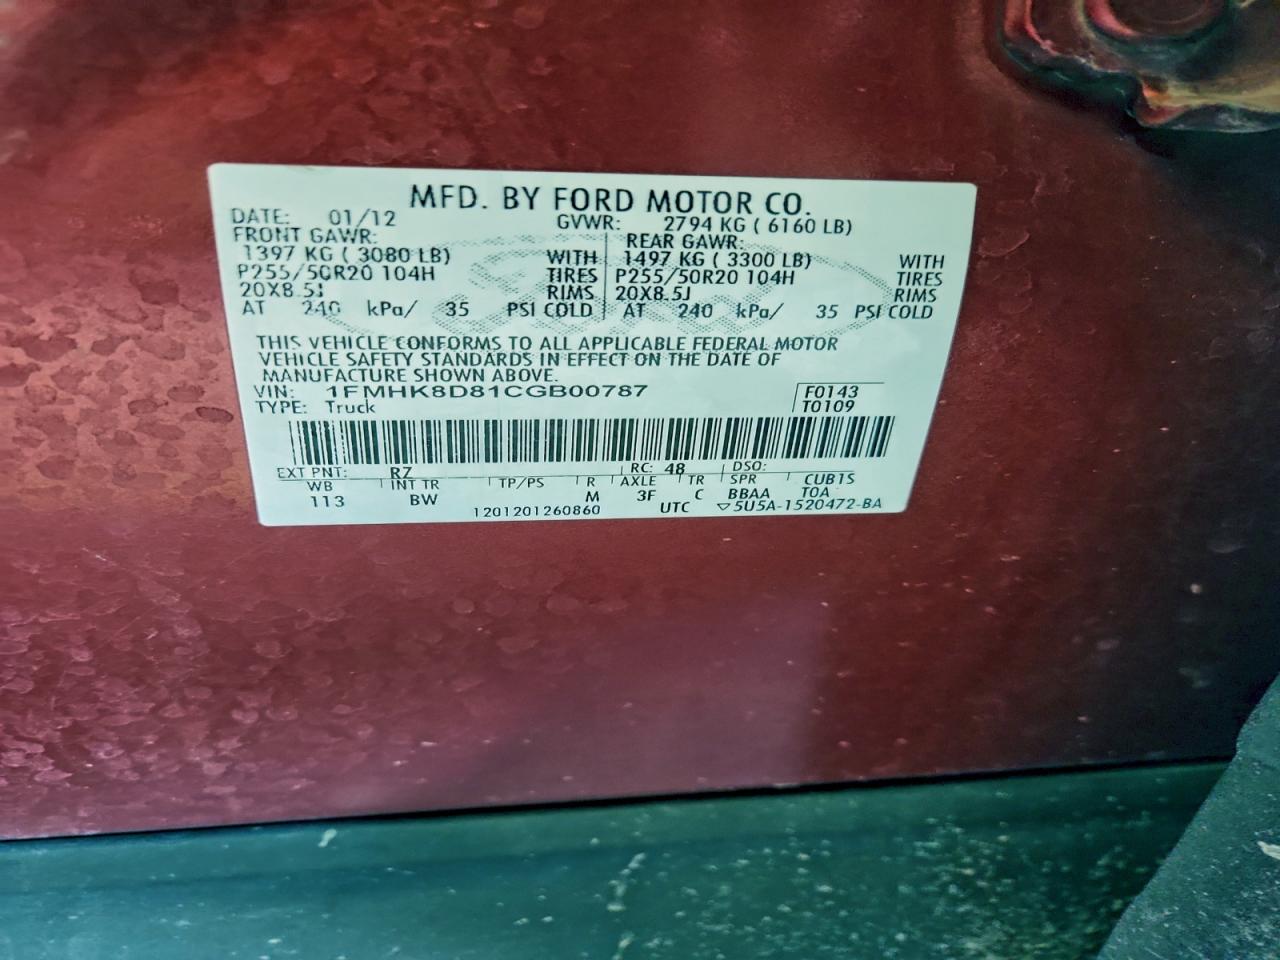 MFD. BY FORD MOTOR CO.
DATE: 01/12 GVWR: 2794 KG ( 6160 LB)
FRONT GAWR: REAR GAWR:
1397 KG ( 3080 LB) WITH 1497 KG ( 3300 LB) WITH
P255/50R20 104H TIRES P255/50R20 104H TIRES
20X8.5J RIMS 20X8.5J RIMS
AT 240 kPa/ 35 PSI COLD AT 240 kPa/ 35 PSI COLD
THIS VEHICLE CONFORMS TO ALL APPLICABLE FEDERAL MOTOR
VEHICLE SAFETY STANDARDS IN EFFECT ON THE DATE OF
MANUFACTURE SHOWN ABOVE.
VIN: 1FMHK8D81CGB00787 F0143
TYPE: Truck T0109
EXT PNT: RZ RC: 48 DSO:
WB INT TR TP/PS R AXLE TR SPR CUB1S
113 BW M 3F C BBAA T0A
1201201260860 UTC ▽5U5A-1520472-BA